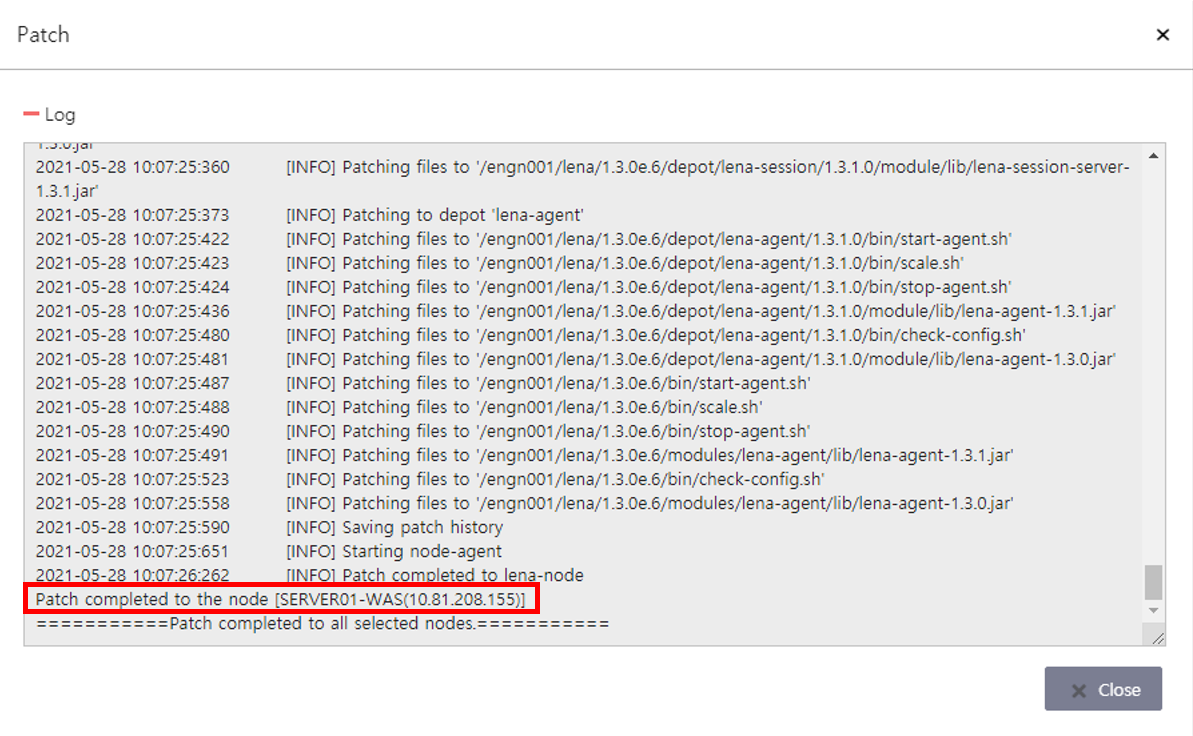 Patch
Log
1.3.0.jar
2021-05-28 10:07:25:360 [INFO] Patching files to '/engn001/lena/1.3.0e.6/depot/lena-session/1.3.1.0/module/lib/lena-session-server-
1.3.1.jar'
2021-05-28 10:07:25:373 [INFO] Patching to depot 'lena-agent'
2021-05-28 10:07:25:422 [INFO] Patching files to '/engn001/lena/1.3.0e.6/depot/lena-agent/1.3.1.0/bin/start-agent.sh'
2021-05-28 10:07:25:423 [INFO] Patching files to '/engn001/lena/1.3.0e.6/depot/lena-agent/1.3.1.0/bin/scale.sh'
2021-05-28 10:07:25:424 [INFO] Patching files to '/engn001/lena/1.3.0e.6/depot/lena-agent/1.3.1.0/bin/stop-agent.sh'
2021-05-28 10:07:25:436 [INFO] Patching files to '/engn001/lena/1.3.0e.6/depot/lena-agent/1.3.1.0/module/lib/lena-agent-1.3.1.jar'
2021-05-28 10:07:25:480 [INFO] Patching files to '/engn001/lena/1.3.0e.6/depot/lena-agent/1.3.1.0/bin/check-config.sh'
2021-05-28 10:07:25:481 [INFO] Patching files to '/engn001/lena/1.3.0e.6/depot/lena-agent/1.3.1.0/module/lib/lena-agent-1.3.0.jar'
2021-05-28 10:07:25:487 [INFO] Patching files to '/engn001/lena/1.3.0e.6/bin/start-agent.sh'
2021-05-28 10:07:25:488 [INFO] Patching files to '/engn001/lena/1.3.0e.6/bin/scale.sh'
2021-05-28 10:07:25:490 [INFO] Patching files to '/engn001/lena/1.3.0e.6/bin/stop-agent.sh'
2021-05-28 10:07:25:491 [INFO] Patching files to '/engn001/lena/1.3.0e.6/modules/lena-agent/lib/lena-agent-1.3.1.jar'
2021-05-28 10:07:25:523 [INFO] Patching files to '/engn001/lena/1.3.0e.6/bin/check-config.sh'
2021-05-28 10:07:25:558 [INFO] Patching files to '/engn001/lena/1.3.0e.6/modules/lena-agent/lib/lena-agent-1.3.0.jar'
2021-05-28 10:07:25:590 [INFO] Saving patch history
2021-05-28 10:07:25:651 [INFO] Starting node-agent
2021-05-28 10:07:26:262 [INFO] Patch completed to lena-node
Patch completed to the node [SERVER01-WAS(10.81.208.155)]
===========Patch completed to all selected nodes.===========
Close